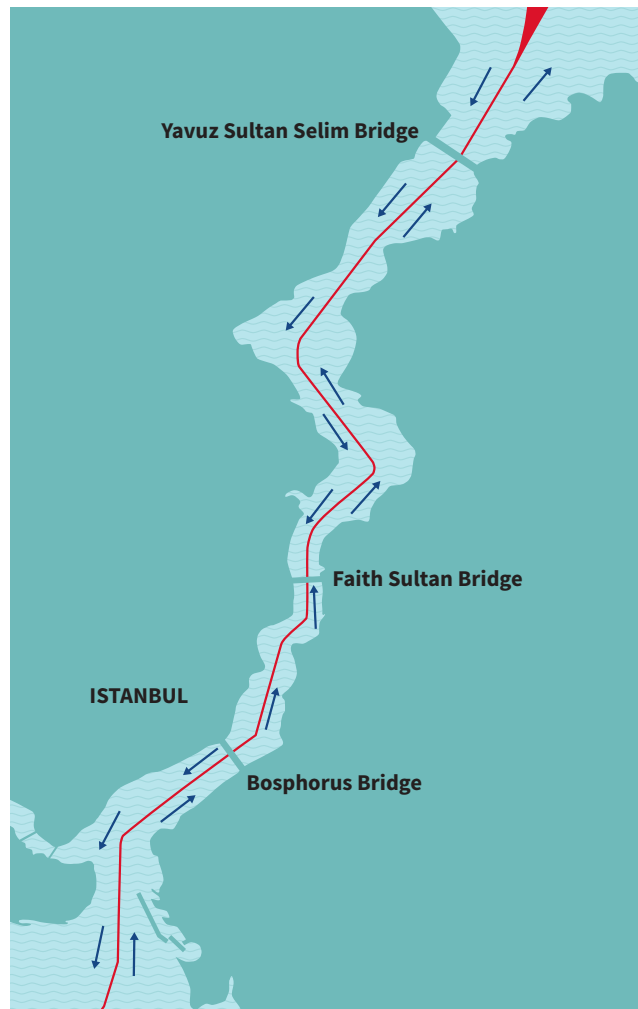 Yavuz Sultan Selim Bridge
Faith Sultan Bridge
ISTANBUL
Bosphorus Bridge